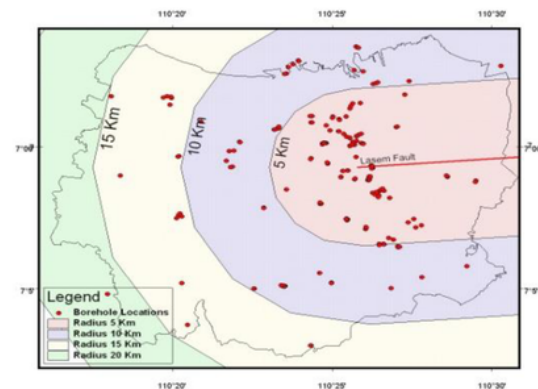 110°20' 110°25' 110°30'
15 Km
10 Km
5 Km
Lasem Fault
7°00' 7°00'
7°5' 7°5'
Legend
Borehole Locations
Radius 5 Km
Radius 10 Km
Radius 15 Km
Radius 20 Km
110°20' 110°25' 110°30'